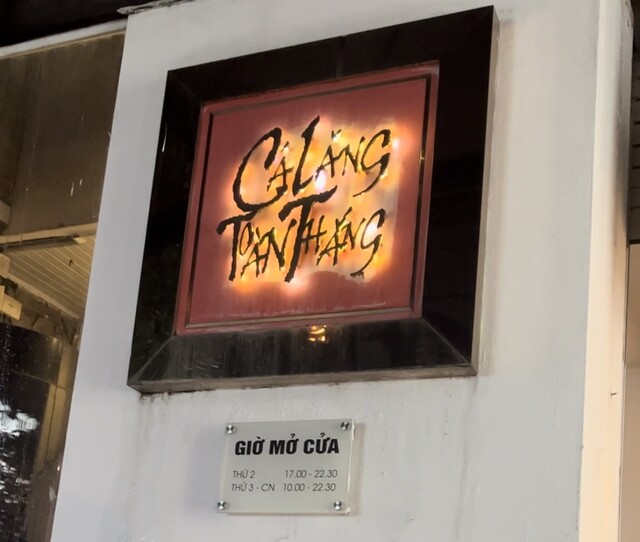 CÁ LĂNG
TOÀN THẮNG
GIỜ MỞ CỬA
THỨ 2 17.00 - 22.30
THỨ 3 - CN 10.00 - 22.30